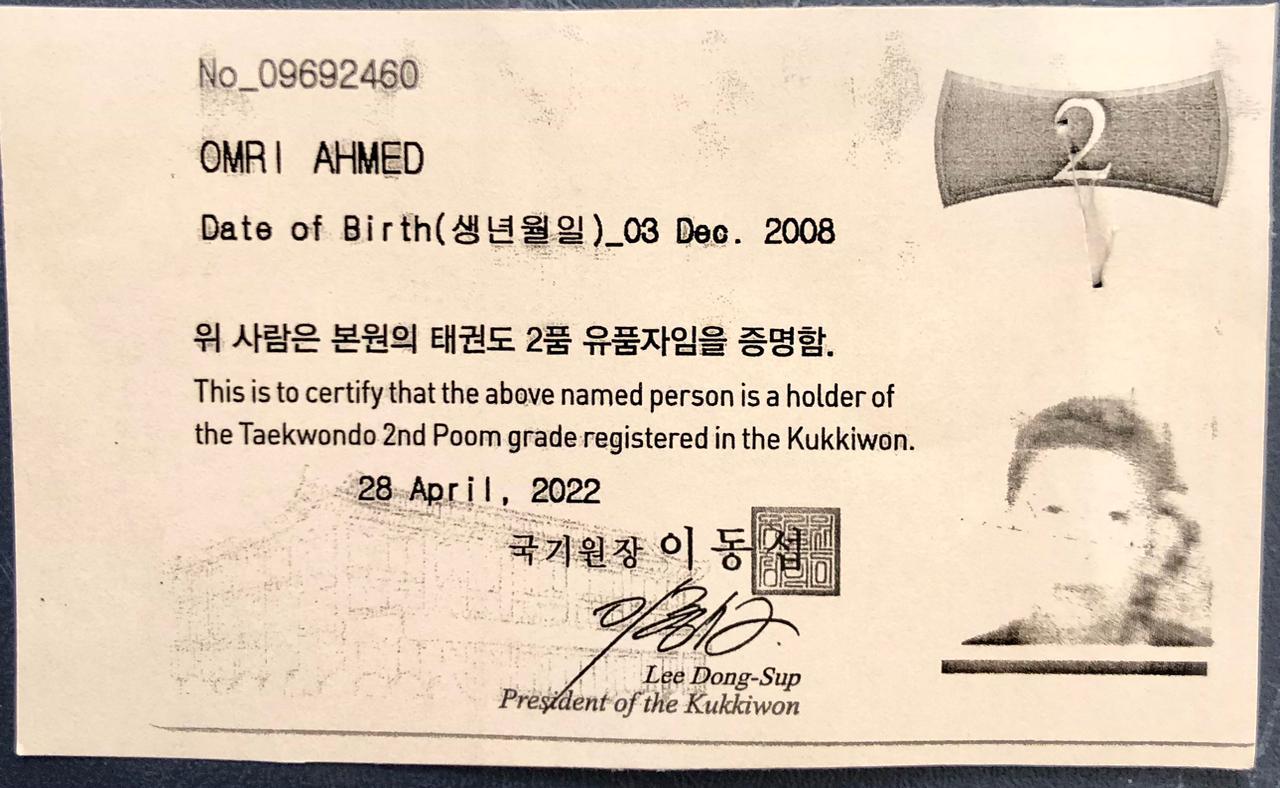 No_09692460
2
OMRI AHMED
Date of Birth(생년월일)_03 Dec. 2008
위 사람은 본원의 태권도 2품 유품자임을 증명함.
This is to certify that the above named person is a holder of
the Taekwondo 2nd Poom grade registered in the Kukkiwon.
28 April, 2022
국기원장 이동섭
Lee Dong-Sup
President of the Kukkiwon